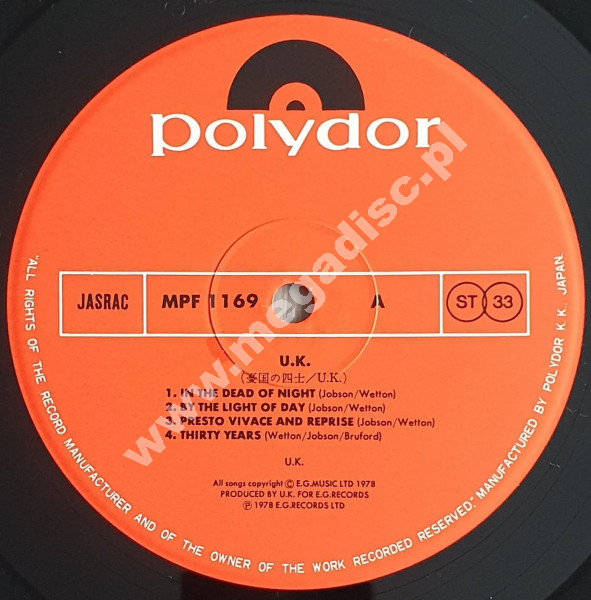 polydor
JASRAC MPF 1169 A ST 33
U.K.
(憂国の四士／U.K.)
1. IN THE DEAD OF NIGHT (Jobson/Wetton)
2. BY THE LIGHT OF DAY (Jobson/Wetton)
3. PRESTO VIVACE AND REPRISE (Jobson/Wetton)
4. THIRTY YEARS (Wetton/Jobson/Bruford)
U.K.
All songs copyright Ⓒ E.G.MUSIC LTD 1978
PRODUCED BY U.K. FOR E.G.RECORDS
Ⓟ 1978 E.G.RECORDS LTD
"ALL RIGHTS OF THE RECORD MANUFACTURER AND OF THE OWNER OF THE WORK RECORDED RESERVED." MANUFACTURED BY POLYDOR K.K., JAPAN.
www.megadisc.pl